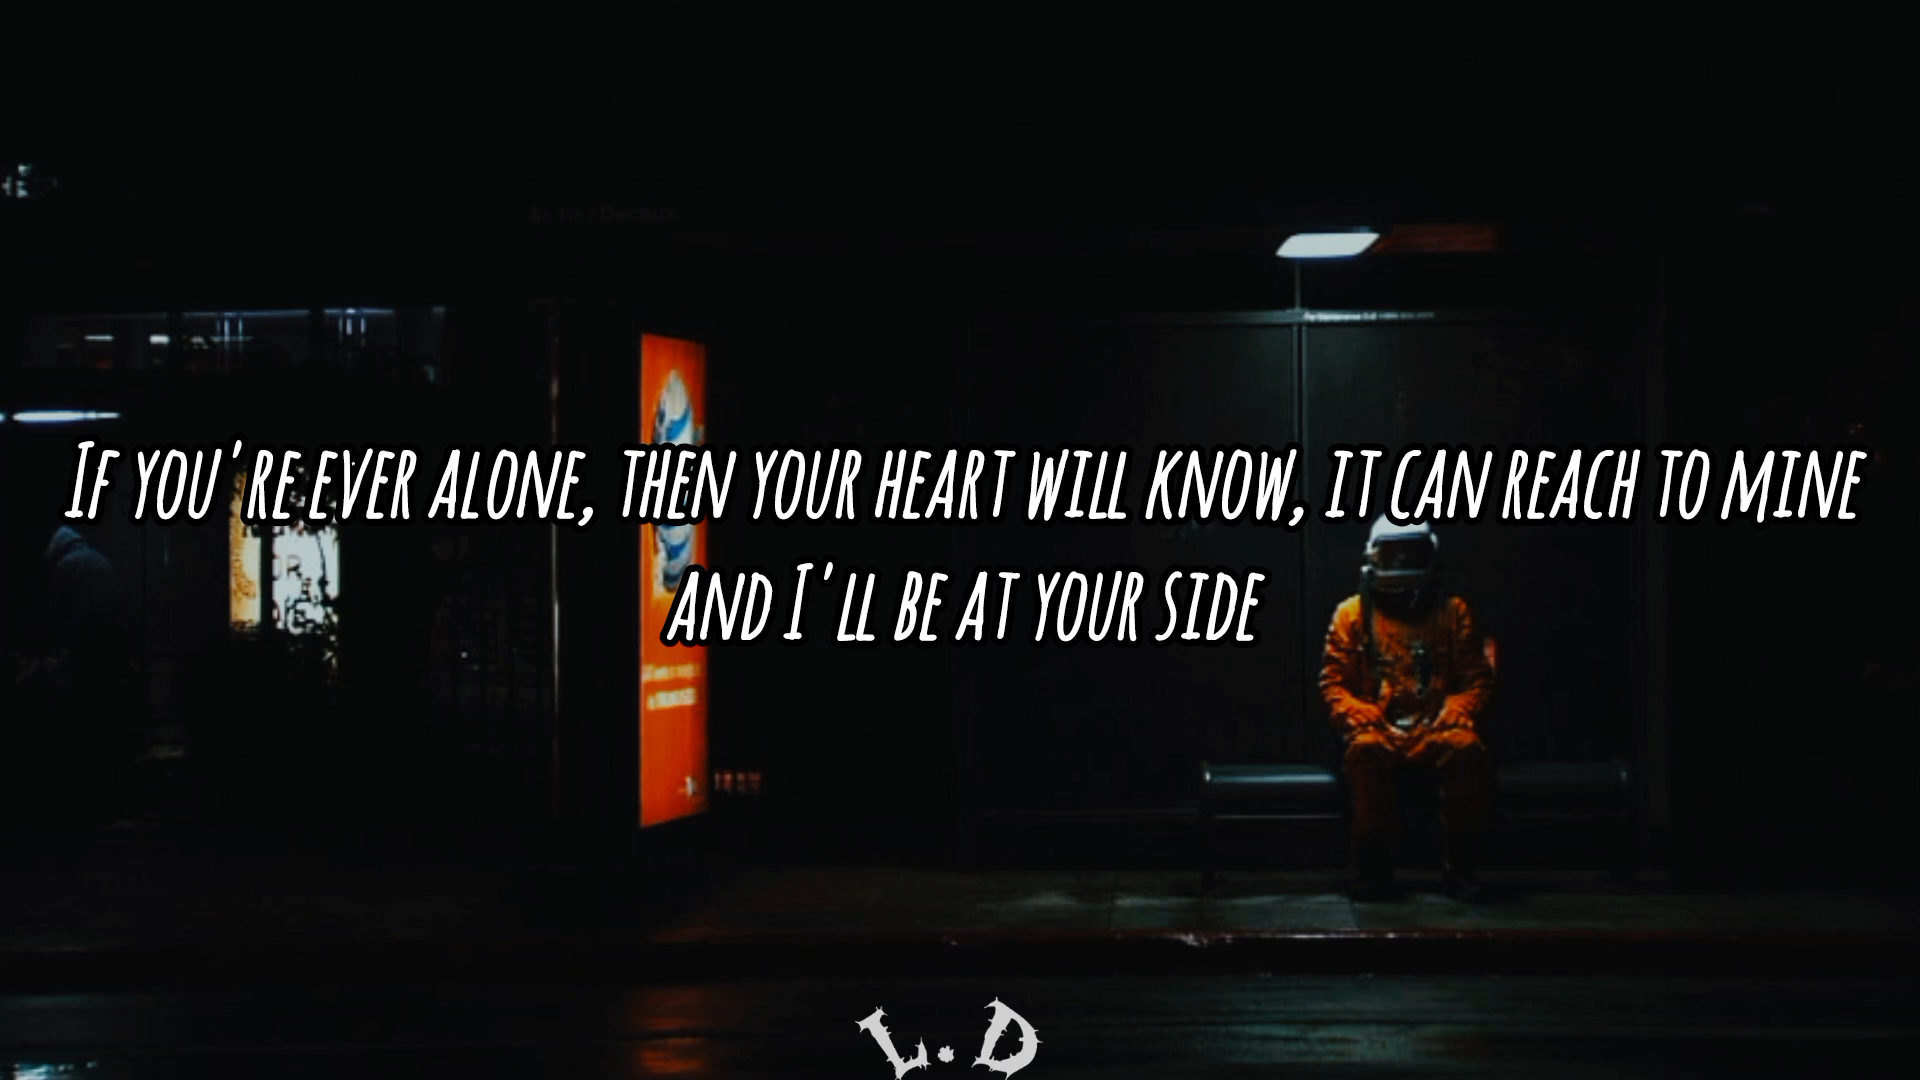 If you're ever alone, then your heart will know, it can reach to mine
and I'll be at your side
L.D